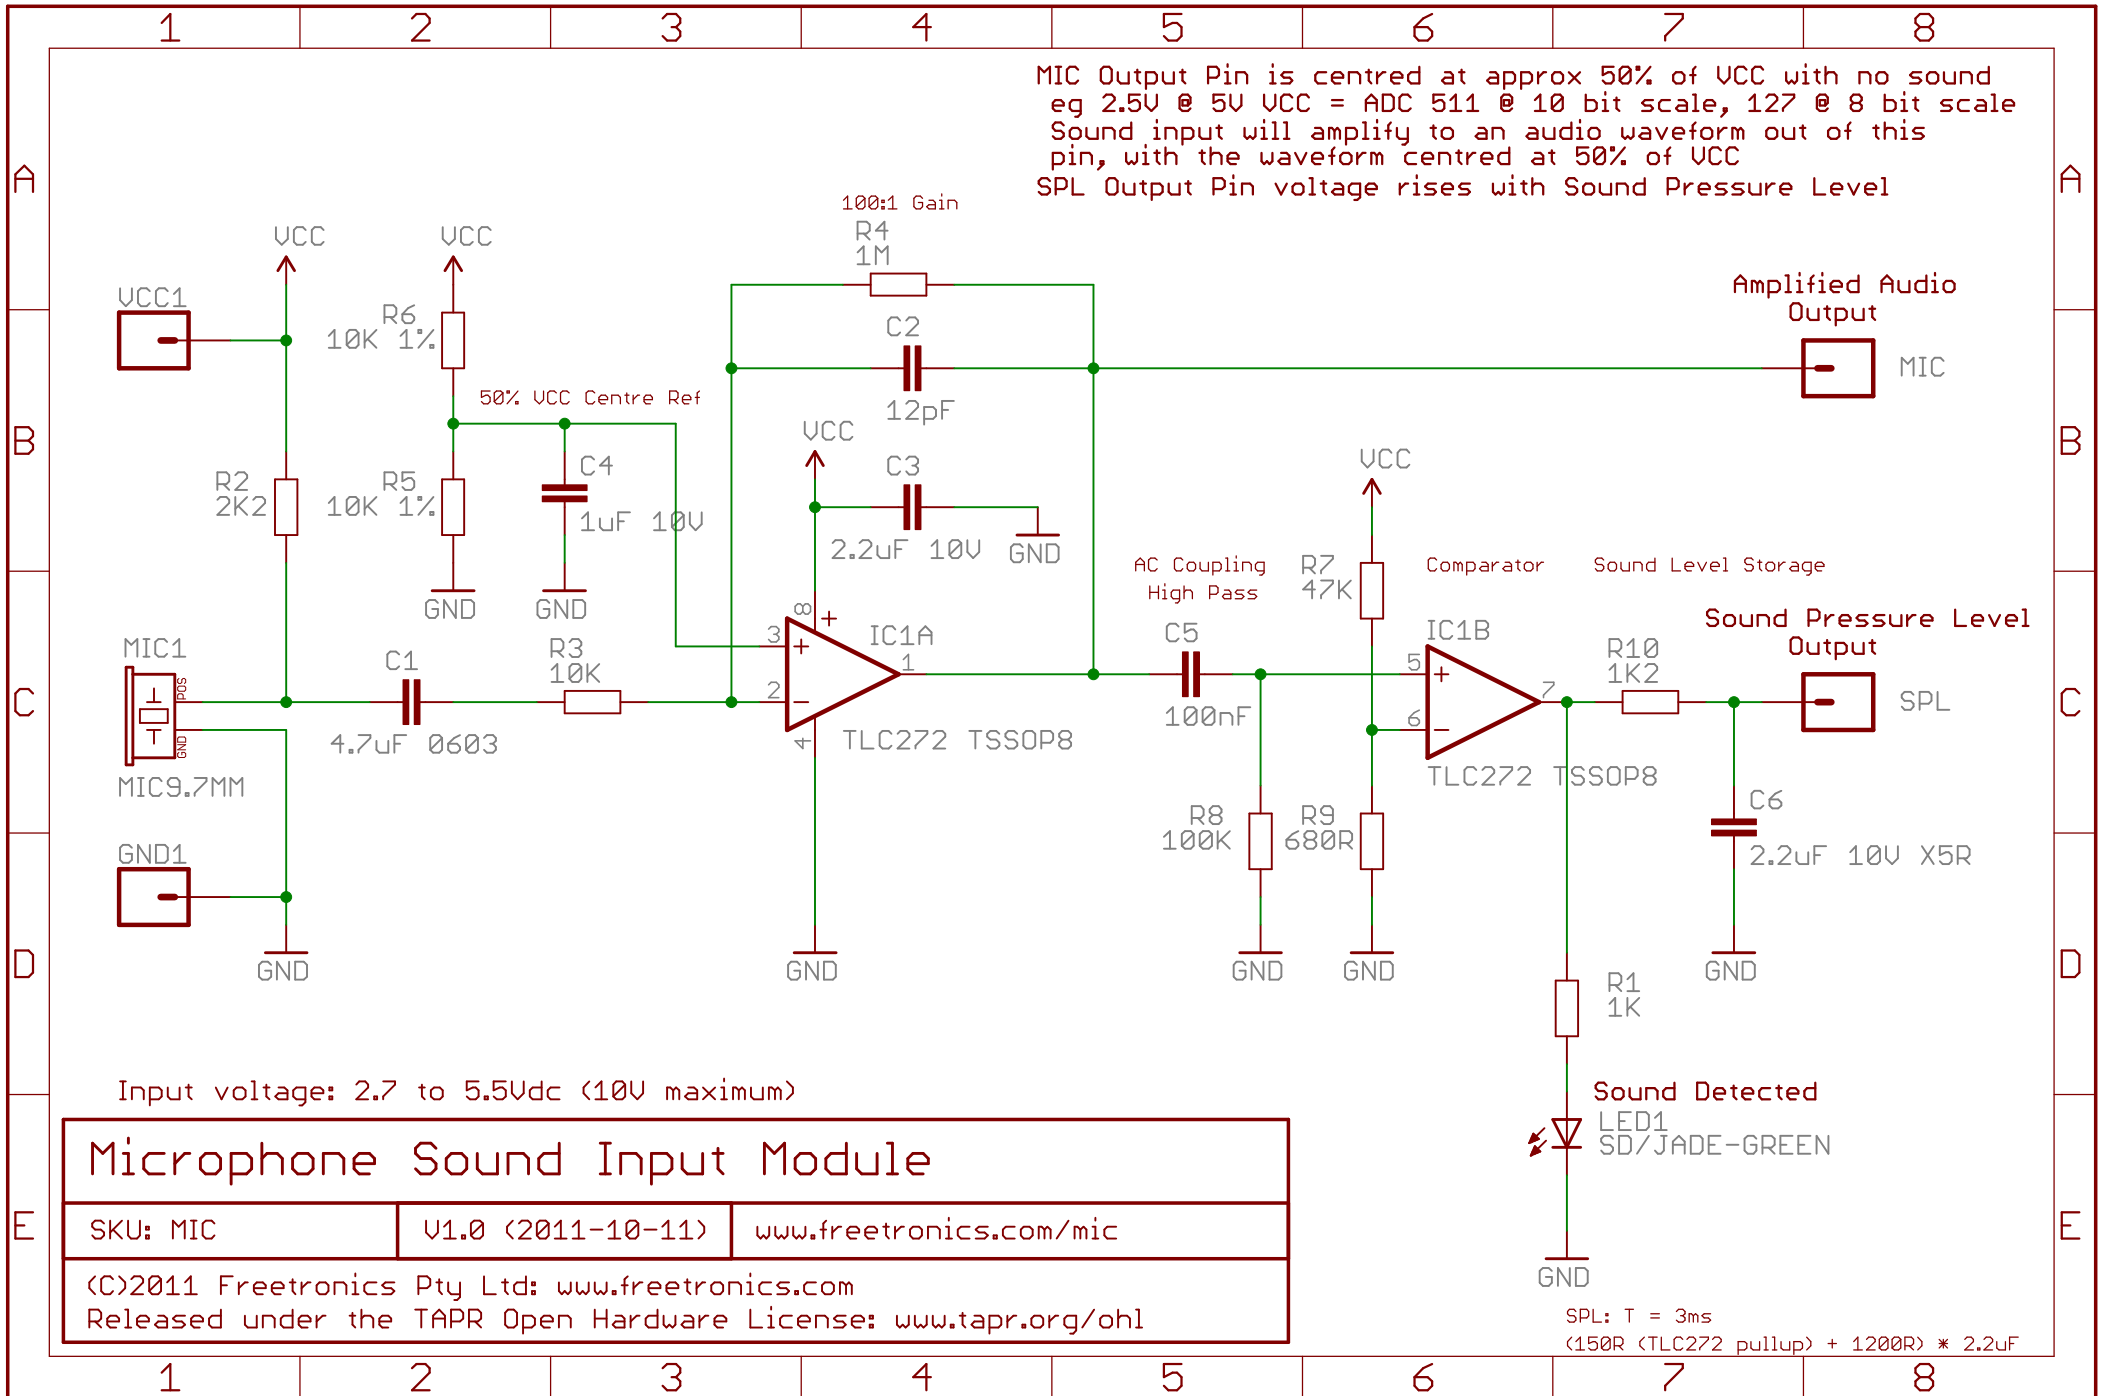 1 2 3 4 5 6 7 8
MIC Output Pin is centred at approx 50% of VCC with no sound
eg 2.5V @ 5V VCC = ADC 511 @ 10 bit scale, 127 @ 8 bit scale
Sound input will amplify to an audio waveform out of this
pin, with the waveform centred at 50% of VCC
SPL Output Pin voltage rises with Sound Pressure Level
A
A
100:1 Gain
R4
1M
VCC
VCC
VCC1
R6
10K 1%
C2
12pF
Amplified Audio
Output
MIC
50% VCC Centre Ref
B
B
VCC
R2
2K2
R5
10K 1%
C4
1uF 10V
C3
2.2uF 10V
GND
VCC
GND
GND
AC Coupling
High Pass
R7
47K
Comparator
Sound Level Storage
Sound Pressure Level
Output
SPL
C
C
MIC1
POS
GND
MIC9.7MM
C1
4.7uF 0603
R3
10K
8
+
3
+
2
-
4
1
IC1A
TLC272 TSSOP8
C5
100nF
IC1B
5
+
6
-
7
TLC272 TSSOP8
R10
1K2
C6
2.2uF 10V X5R
R8
100K
R9
680R
GND1
D
D
GND
GND
GND
GND
GND
R1
1K
Sound Detected
LED1
SD/JADE-GREEN
GND
Input voltage: 2.7 to 5.5Vdc (10V maximum)
Microphone Sound Input Module
SKU: MIC
V1.0 (2011-10-11)
www.freetronics.com/mic
E
E
(C)2011 Freetronics Pty Ltd: www.freetronics.com
Released under the TAPR Open Hardware License: www.tapr.org/ohl
SPL: T = 3ms
(150R (TLC272 pullup) + 1200R) * 2.2uF
1 2 3 4 5 6 7 8